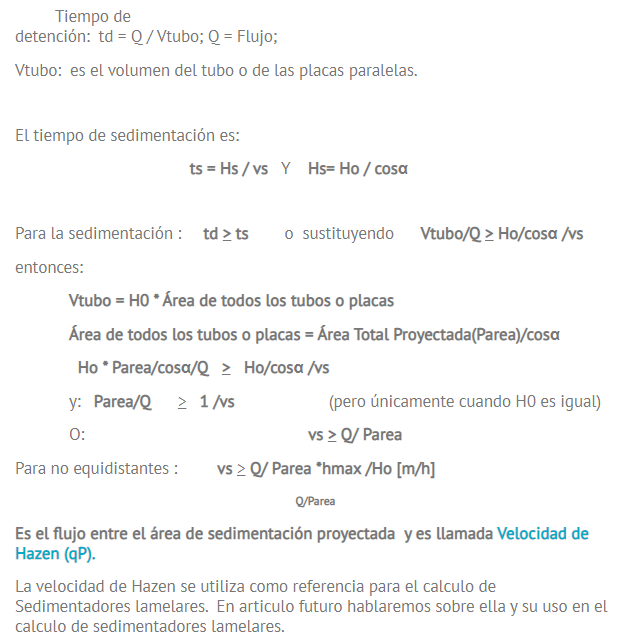 Tiempo de
detención: td = Q / Vtubo; Q = Flujo;
Vtubo: es el volumen del tubo o de las placas paralelas.
El tiempo de sedimentación es:
ts = Hs / vs Y Hs= Ho / cosα
Para la sedimentación : td ≥ ts o sustituyendo Vtubo/Q ≥ Ho/cosα /vs
entonces:
Vtubo = H0 * Área de todos los tubos o placas
Área de todos los tubos o placas = Área Total Proyectada(Parea)/cosα
Ho * Parea/cosα/Q ≥ Ho/cosα /vs
y: Parea/Q ≥ 1 /vs (pero únicamente cuando H0 es igual)
O: vs ≥ Q/ Parea
Para no equidistantes : vs ≥ Q/ Parea *hmax /Ho [m/h]
Q/Parea
Es el flujo entre el área de sedimentación proyectada y es llamada Velocidad de
Hazen (qP).
La velocidad de Hazen se utiliza como referencia para el calculo de
Sedimentadores lamelares. En articulo futuro hablaremos sobre ella y su uso en el
calculo de sedimentadores lamelares.